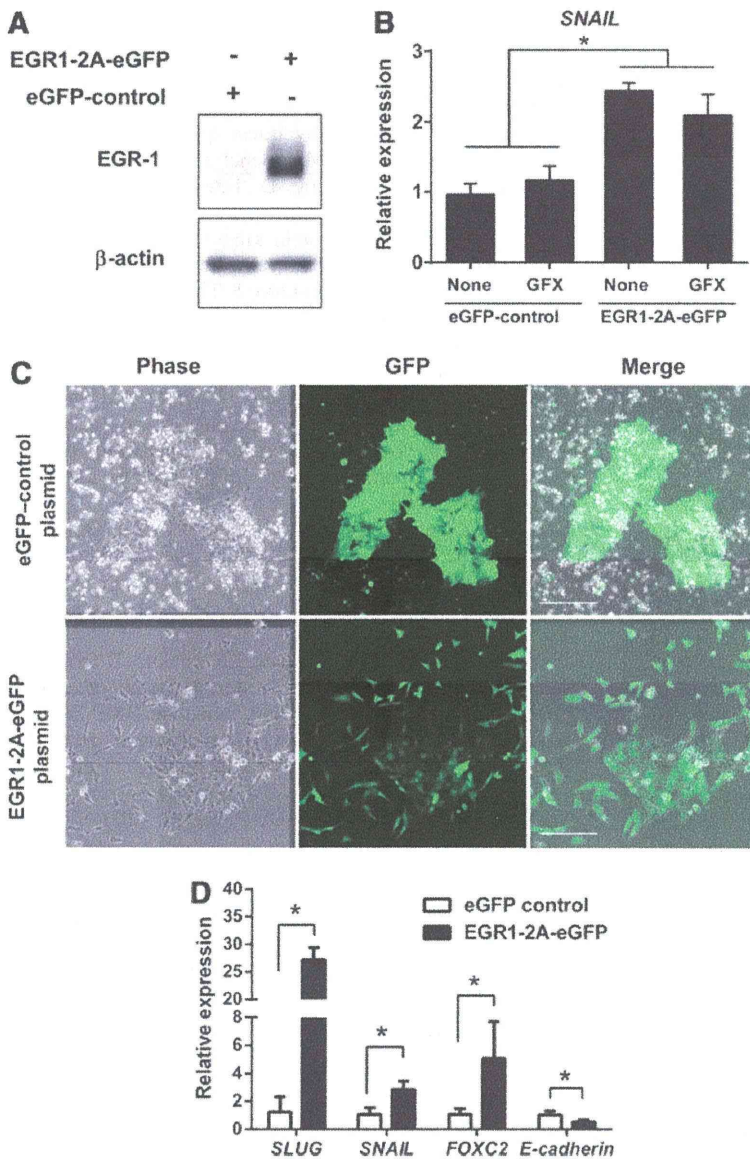 A
EGR1-2A-eGFP - +
eGFP-control + -
EGR-1
β-actin
B
SNAIL
*
Relative expression
3
2
1
0
None GFX None GFX
eGFP-control EGR1-2A-eGFP
C
Phase GFP Merge
eGFP–control
plasmid
EGR1-2A-eGFP
plasmid
D
Relative expression
40
35
30
25
20
8
6
4
2
0
eGFP control
EGR1-2A-eGFP
* * * *
SLUG SNAIL FOXC2 E-cadherin